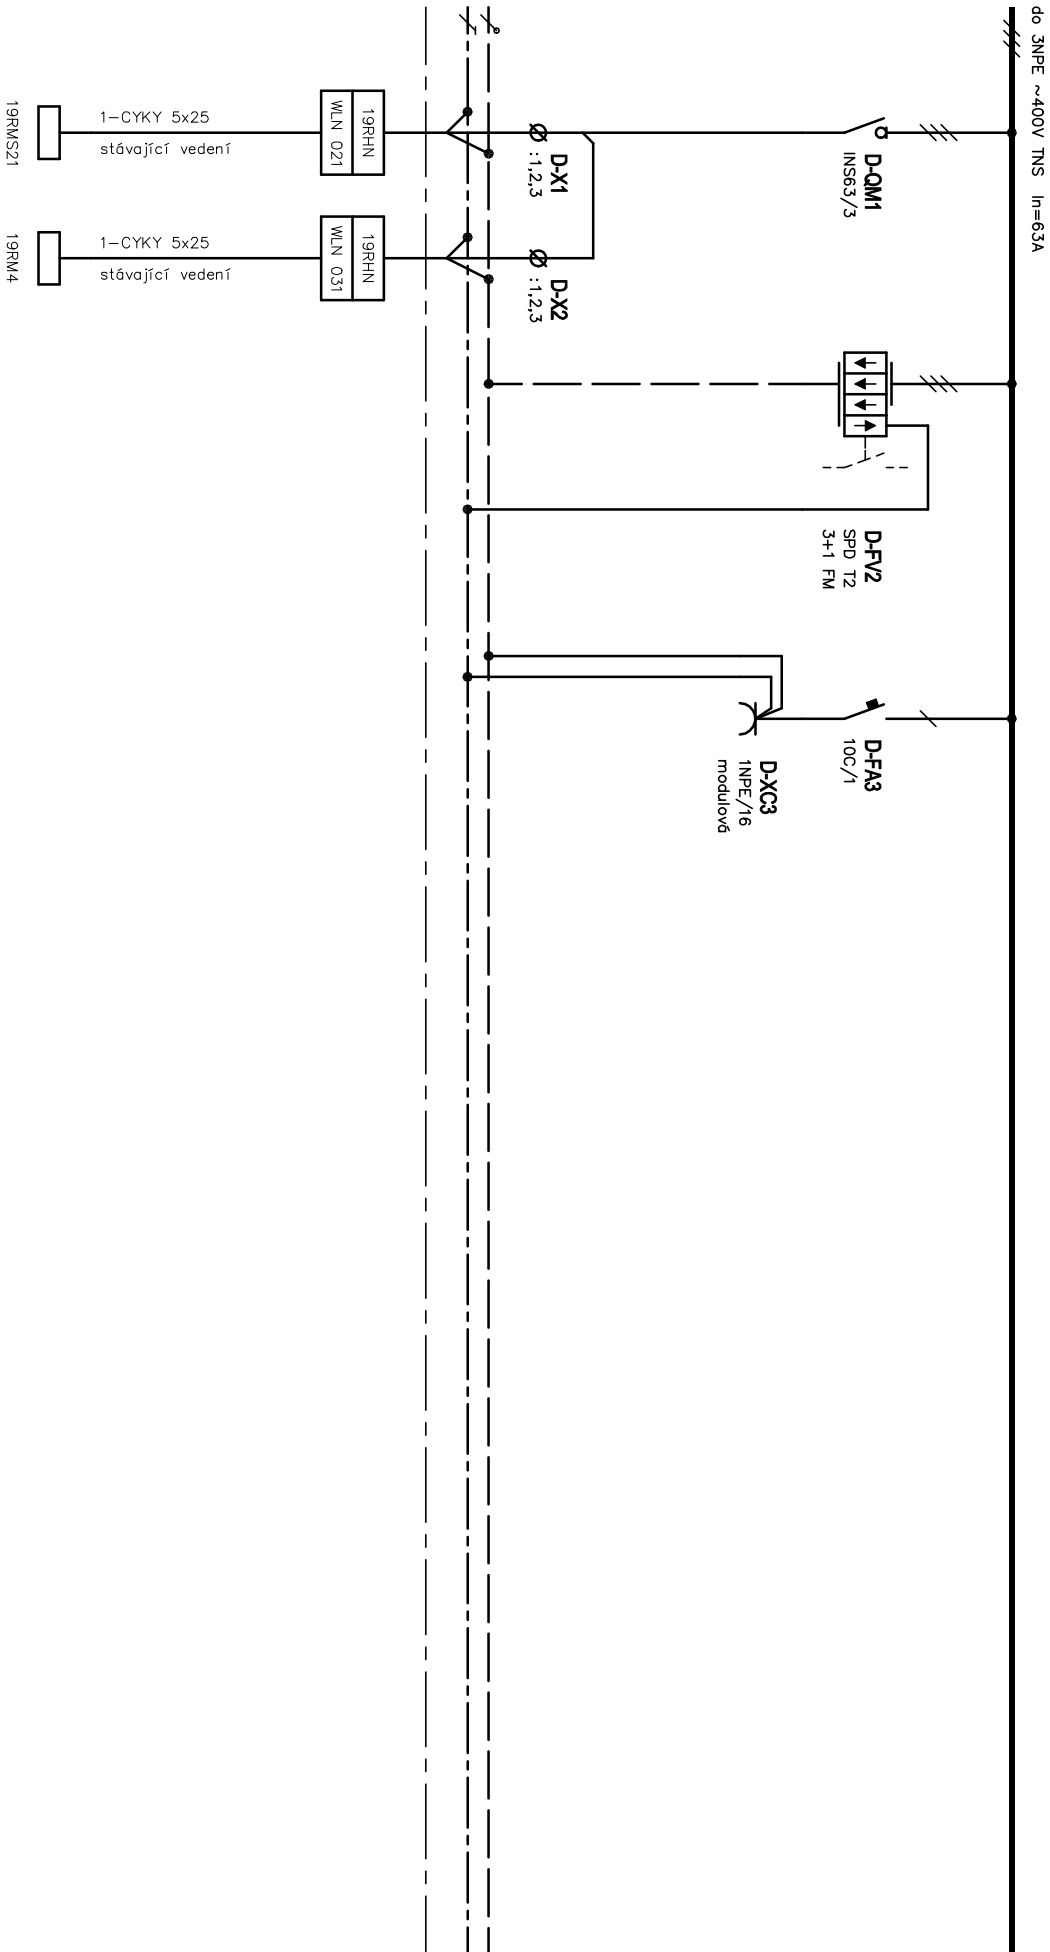 do 3NPE ~400V TNS In=63A
D-QM1
INS63/3
D-FV2
SPD T2
3+1 FM
D-FA3
10C/1
D-XC3
1NPE/16
modulová
D-X1
:1,2,3
D-X2
:1,2,3
19RHN
WLN 021
19RHN
WLN 031
1-CYKY 5x25
stávající vedení
1-CYKY 5x25
stávající vedení
19RMS21
19RM4